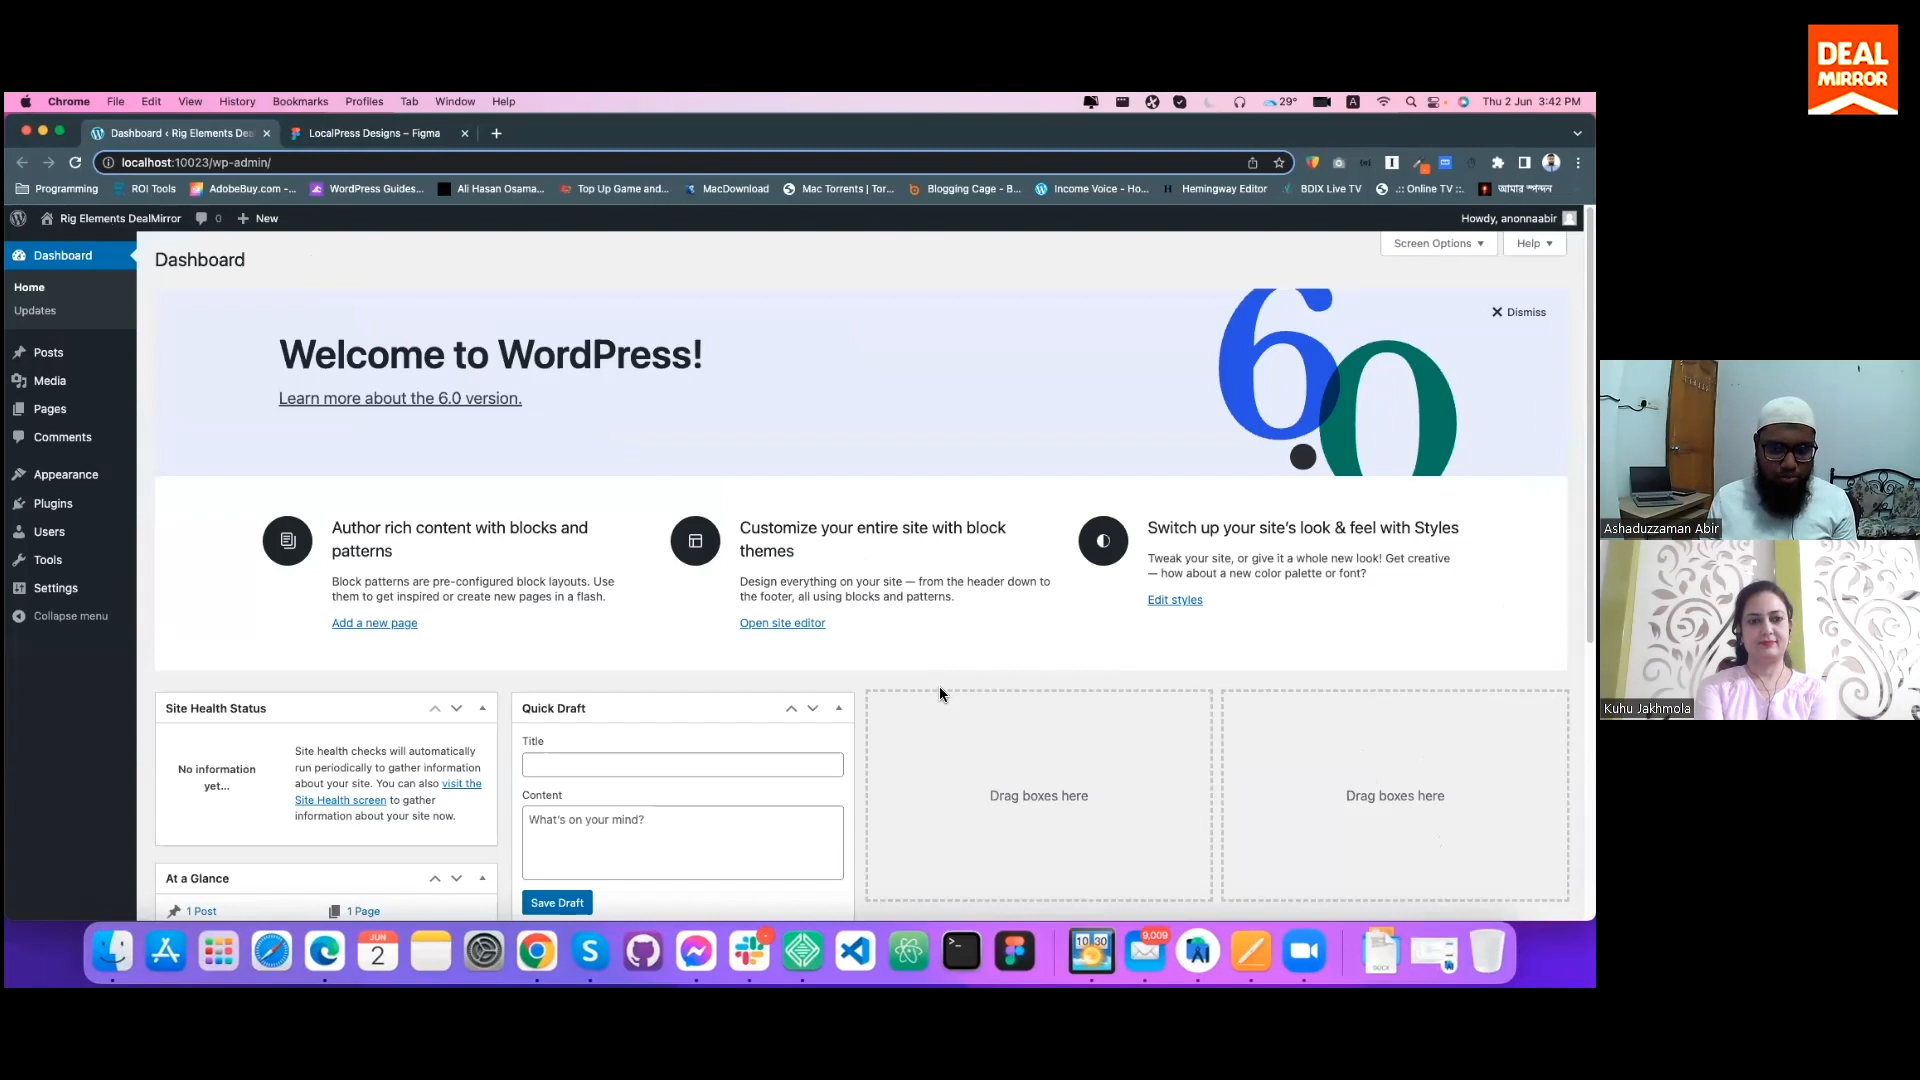 DEAL
MIRROR
Chrome File Edit View History Bookmarks Profiles Tab Window Help
A 29° Thu 2 Jun 3:42 PM
Dashboard ‹ Rig Elements Dea
LocalPress Designs – Figma
localhost:10023/wp-admin/
Programming ROI Tools AdobeBuy.com -... WordPress Guides... Ali Hasan Osama... Top Up Game and... MacDownload Mac Torrents | Tor... Blogging Cage - B... Income Voice - Ho... H Hemingway Editor BDIX Live TV .:: Online TV ::. আমার স্পন্দন
Rig Elements DealMirror 0 + New
Howdy, anonnaabir
Dashboard
Home
Updates
Posts
Media
Pages
Comments
Appearance
Plugins
Users
Tools
Settings
Collapse menu
Dashboard
Screen Options
Help
Welcome to WordPress!
Learn more about the 6.0 version.
6.0
Dismiss
Author rich content with blocks and
patterns
Block patterns are pre-configured block layouts. Use
them to get inspired or create new pages in a flash.
Add a new page
Customize your entire site with block
themes
Design everything on your site — from the header down to
the footer, all using blocks and patterns.
Open site editor
Switch up your site's look & feel with Styles
Tweak your site, or give it a whole new look! Get creative
— how about a new color palette or font?
Edit styles
Site Health Status
No information
yet...
Site health checks will automatically
run periodically to gather information
about your site. You can also visit the
Site Health screen to gather
information about your site now.
At a Glance
1 Post
1 Page
Quick Draft
Title
Content
What's on your mind?
Save Draft
Drag boxes here
Drag boxes here
Ashaduzzaman Abir
Kuhu Jakhmola
JUN
2
S
10:30
9,009
DOCX